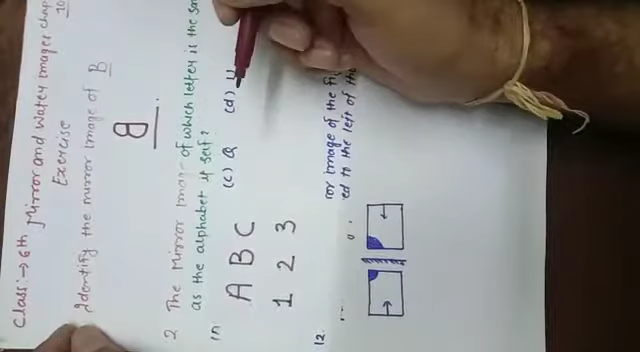 Class:→ 6th Mirror and Water images chap
Exercise 10
Identify the mirror image of B
8
2 The Mirror Image of which letter is the sa
as the alphabet it self?
(c) Q (d) U
A B C
1 2 3
12.
ror Image of the Fi
ed to the left of the